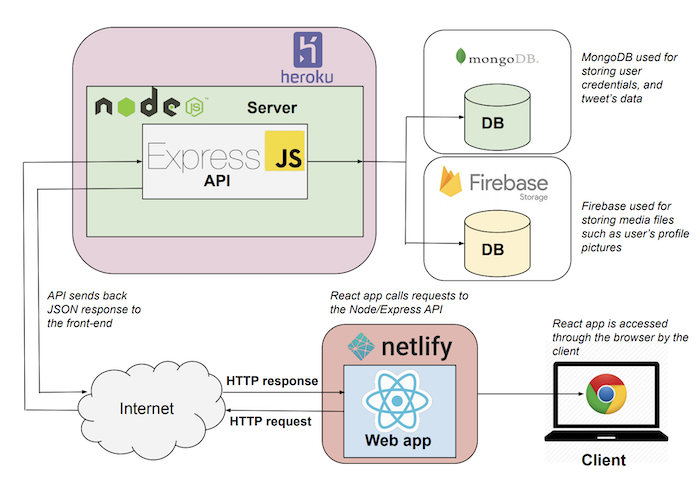 heroku
node
JS
Server
Express
JS
API
mongoDB.
DB
MongoDB used for
storing user
credentials, and
tweet's data
Firebase
Storage
DB
Firebase used for
storing media files
such as user's profile
pictures
API sends back
JSON response to
the front-end
React app calls requests to
the Node/Express API
Internet
HTTP response
HTTP request
netlify
Web app
React app is accessed
through the browser by the
client
Client